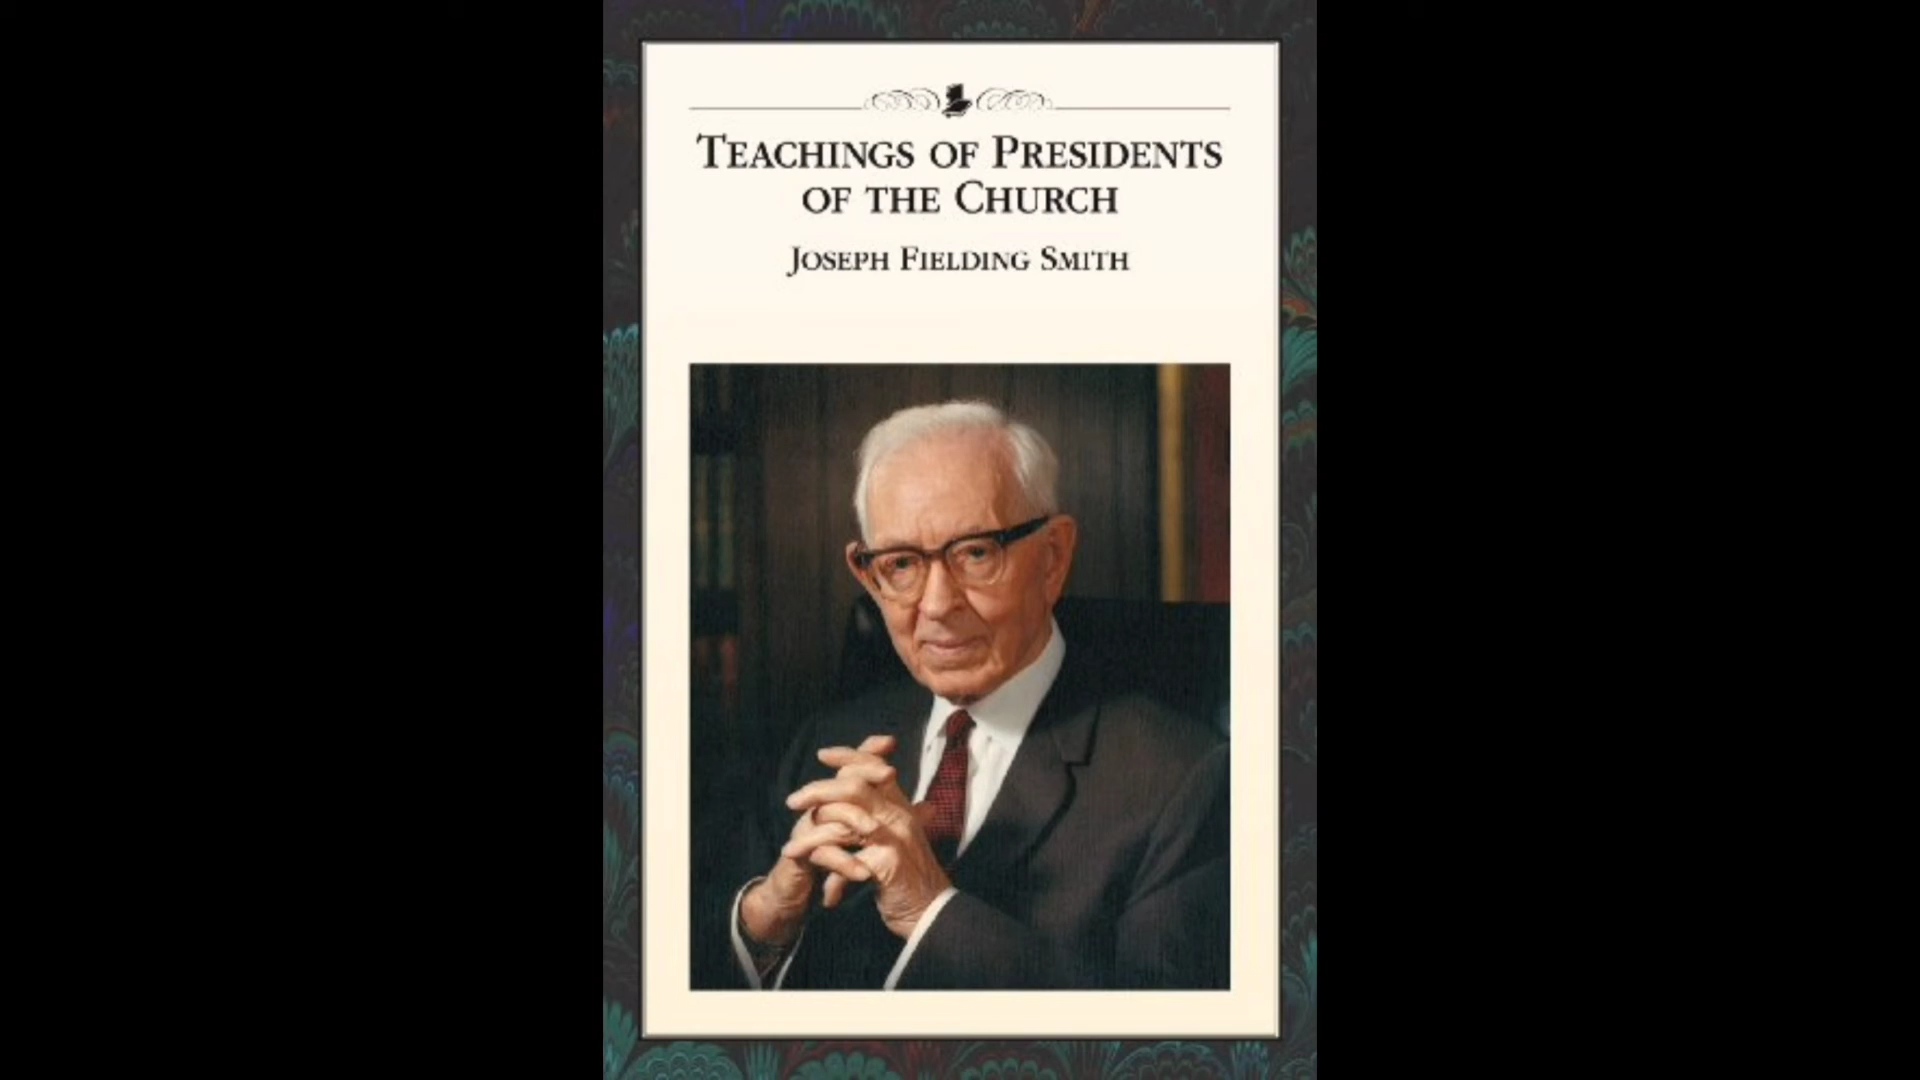 Teachings of Presidents
of the Church
Joseph Fielding Smith